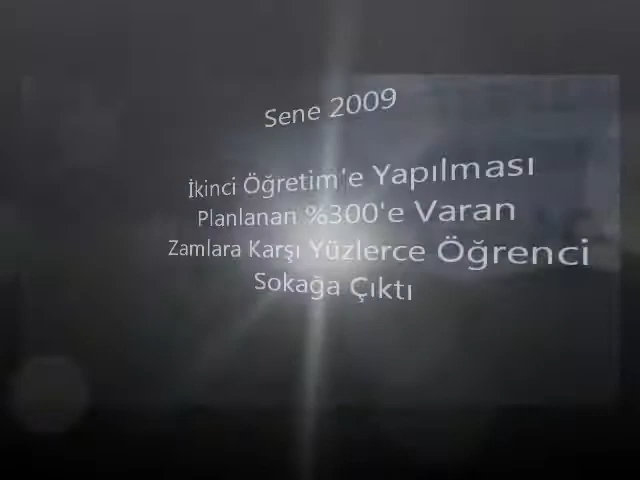 Sene 2009
İkinci Öğretim'e Yapılması
Planlanan %300'e Varan
Zamlara Karşı Yüzlerce Öğrenci
Sokağa Çıktı